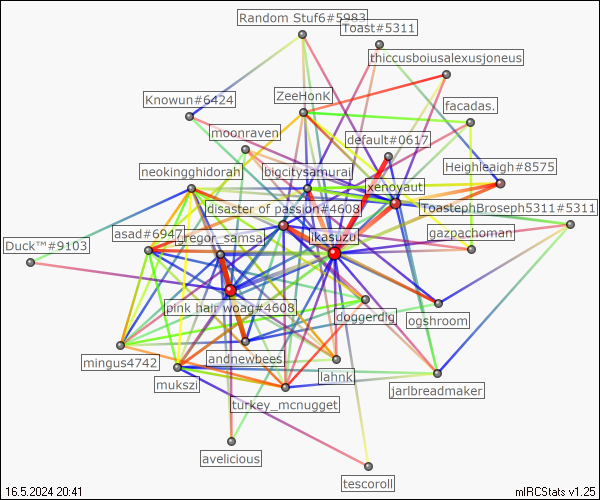 Random Stuf6#5983
Toast#5311
thiccusboiusalexusjoneus
ZeeHonK
Knowun#6424
facadas.
moonraven
default#0617
neokingghidorah
bigcitysamurai
Heighleaigh#8575
xenoyaut
disaster of passion#4608
ToastephBroseph5311#5311
asad#6947
gregor_samsa
ikasuzu
gazpachoman
Duck™#9103
pink hair woag#4608
doggerdig
ogshroom
mingus4742
andnewbees
lahnk
mukszi
jarlbreadmaker
turkey_mcnugget
avelicious
tescoroll
16.5.2024 20:41
mIRCStats v1.25